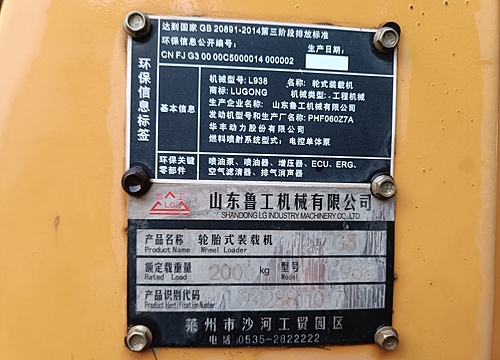 达到国家GB 20891-2014第三阶段排放标准
环保信息公开编号：
生产日期：
CN FJ G3 00 00C5000014 000002
环保信息标签
基本信息
机械型号：L938 名称：轮式装载机
商标：LUGONG 机械类型：工程机械
生产企业名称：山东鲁工机械有限公司
发动机型号和生产厂名称：PHF060Z7A
华丰动力股份有限公司
燃料喷射系统型式：电控单体泵
环保关键零部件
喷油泵、喷油器、增压器、ECU、ERG、
空气滤清器、排气消声器
鲁工
LG
山东鲁工机械有限公司
SHANDONG LG INDUSTRY MACHINERY CO.,LTD
产品名称 轮胎式装载机
Product Name Wheel Loader
额定载重量 2000 kg 型号
Rated Load
产品识别代码
Product Identification Number
莱州市沙河工贸园区
电话：0535-2822222